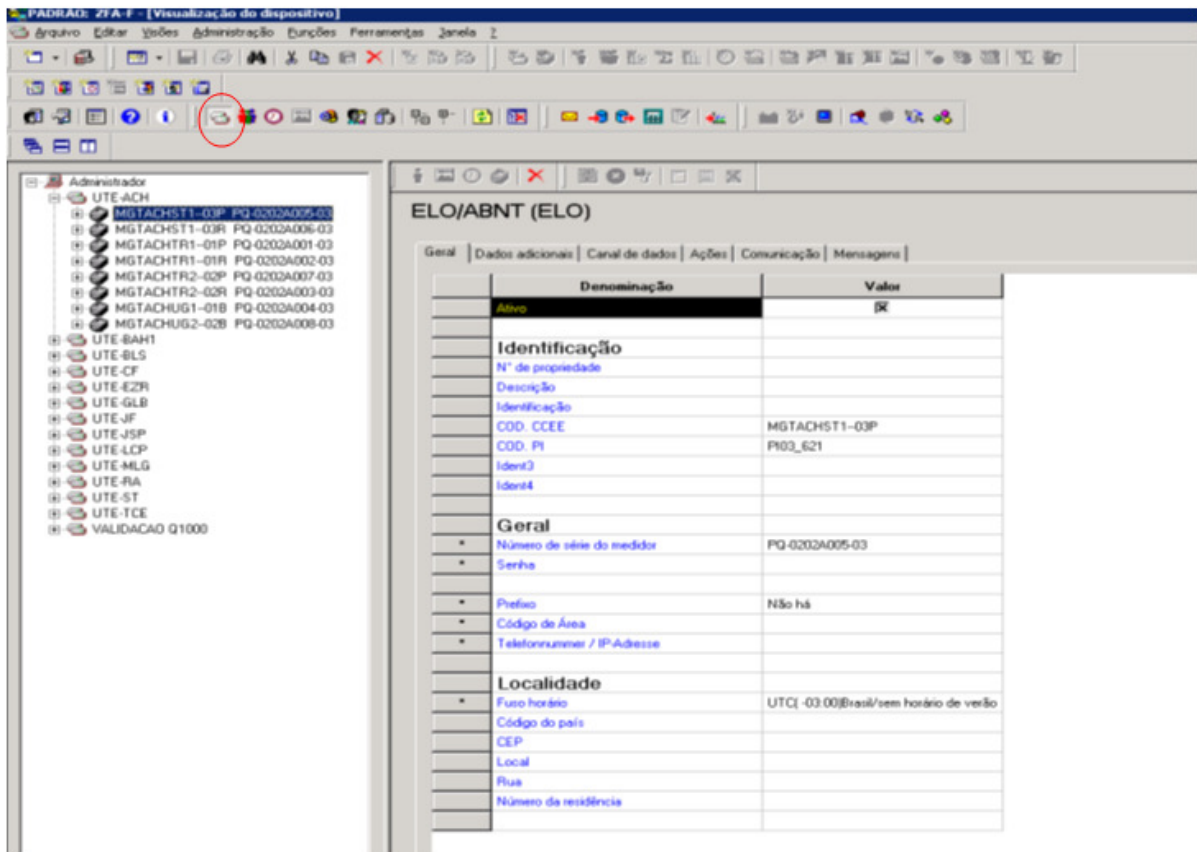 PADRÃO: ZFA-F - [Visualização do dispositivo]
Arquivo Editar Visões Administração Funções Ferramentas Janela ?
Administrador
UTE-ACH
MGTACHST1--03P PQ-0202A005-03
MGTACHST1--03R PQ-0202A006-03
MGTACHTR1--01P PQ-0202A001-03
MGTACHTR1--01R PQ-0202A002-03
MGTACHTR2--02P PQ-0202A007-03
MGTACHTR2--02R PQ-0202A003-03
MGTACHUG1--01B PQ-0202A004-03
MGTACHUG2--02B PQ-0202A008-03
UTE-BAH1
UTE-BLS
UTE-CF
UTE-EZR
UTE-GLB
UTE-JF
UTE-JSP
UTE-LCP
UTE-MLG
UTE-RA
UTE-ST
UTE-TCE
VALIDACAO Q1000
ELO/ABNT (ELO)
Geral Dados adicionais Canal de dados Ações Comunicação Mensagens
Denominação Valor
Ativo
Identificação
N° de propriedade
Descrição
Identificação
COD. CCEE MGTACHST1--03P
COD. PI PI03_621
Ident3
Ident4
Geral
* Número de série do medidor PQ-0202A005-03
* Senha
* Prefixo Não há
* Código de Área
* Telefonnummer / IP-Adresse
Localidade
* Fuso horário UTC( -03:00)Brasil/sem horário de verão
Código do país
CEP
Local
Rua
Número da residência